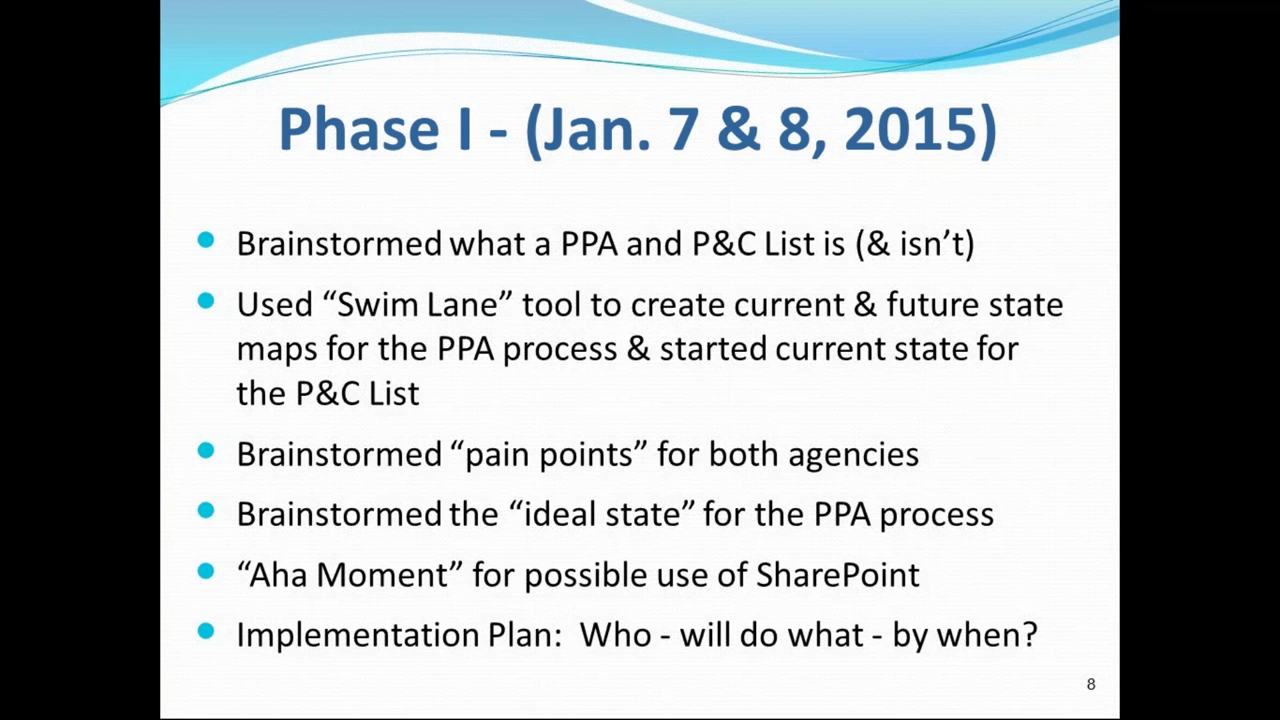 Phase I - (Jan. 7 & 8, 2015)
Brainstormed what a PPA and P&C List is (& isn’t)
Used “Swim Lane” tool to create current & future state
maps for the PPA process & started current state for
the P&C List
Brainstormed “pain points” for both agencies
Brainstormed the “ideal state” for the PPA process
“Aha Moment” for possible use of SharePoint
Implementation Plan:  Who - will do what - by when?
8